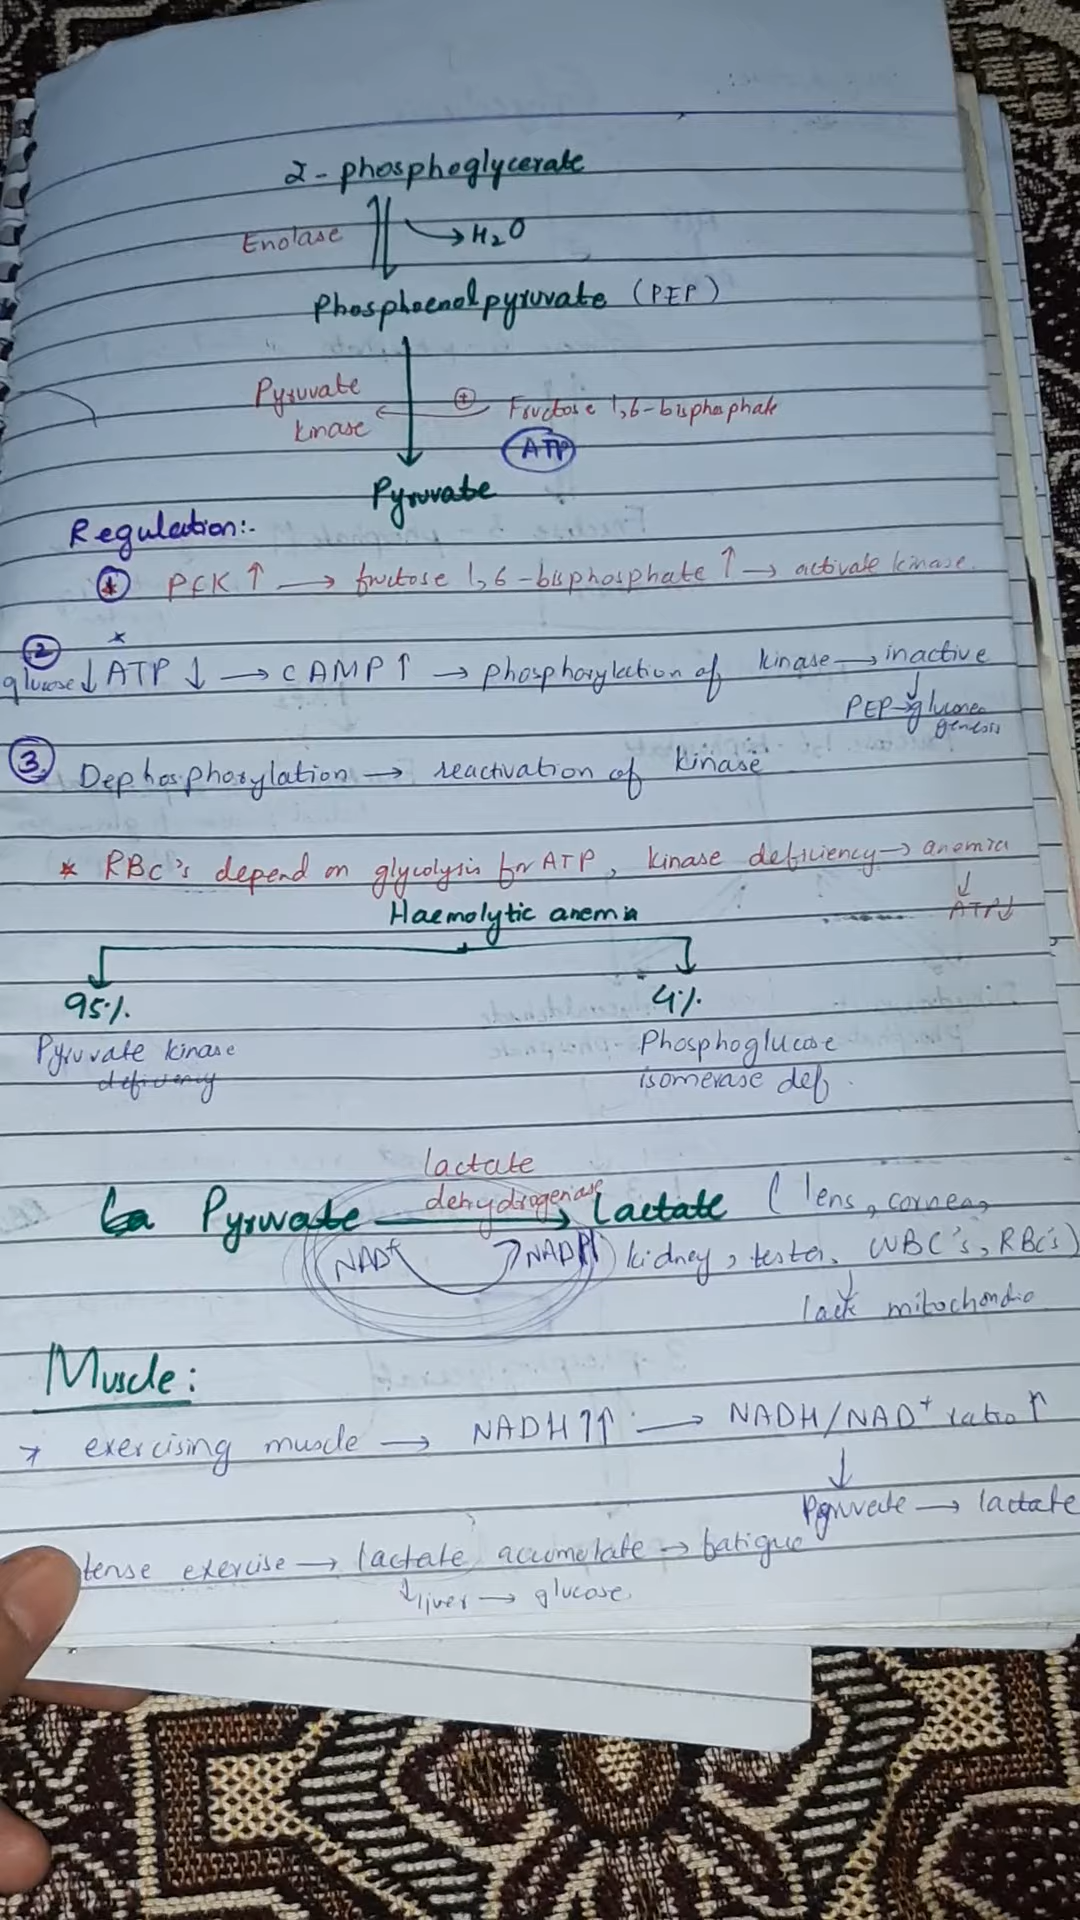 2-phosphoglycerate
Enolase → H₂O
Phosphoenolpyruvate (PEP)
Pyruvate kinase ← ⊕ Fructose 1,6-bisphosphate
ATP
Pyruvate
Regulation:-
* PFK ↑ → fructose 1,6-bisphosphate ↑ → activate kinase.
② glucose ↓ *ATP ↓ → cAMP ↑ → phosphorylation of kinase → inactive
↓
PEP → gluconeogenesis
③ Dephosphorylation → reactivation of kinase
* RBC's depend on glycolysis for ATP, kinase deficiency → anemia
↓
ATP↓
Haemolytic anemia
95% 4%
Pyruvate kinase deficiency
Phosphoglucose isomerase def.
lactate dehydrogenase
Pyruvate → Lactate (lens, cornea,
NAD⁺ kidney, testes, WBC's, RBC's)
↓
lack mitochondria
Muscle:
* exercising muscle → NADH ↑↑ → NADH/NAD⁺ ratio ↑
↓
Pyruvate → lactate
tense exercise → lactate accumelate → fatigue
↓ liver → glucose.